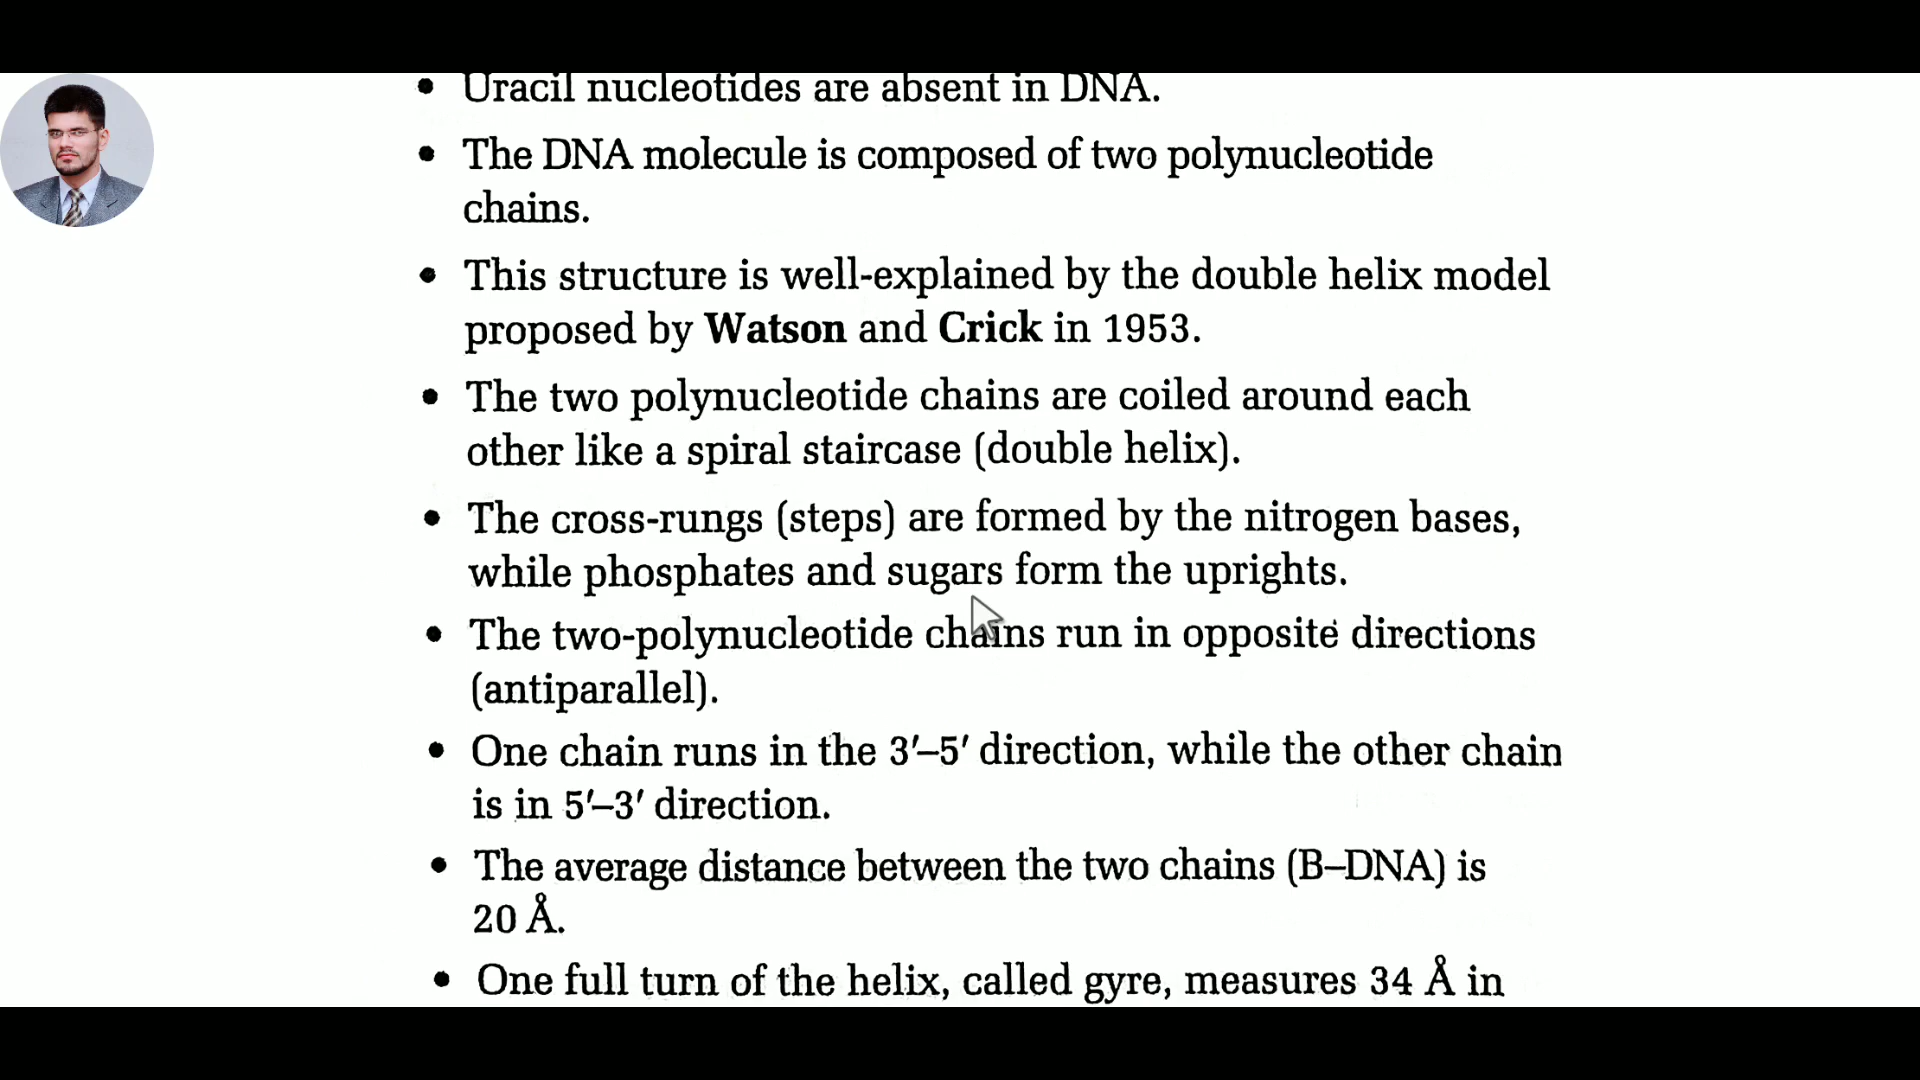 • Uracil nucleotides are absent in DNA.
• The DNA molecule is composed of two polynucleotide
chains.
• This structure is well-explained by the double helix model
proposed by Watson and Crick in 1953.
• The two polynucleotide chains are coiled around each
other like a spiral staircase (double helix).
• The cross-rungs (steps) are formed by the nitrogen bases,
while phosphates and sugars form the uprights.
• The two-polynucleotide chains run in opposite directions
(antiparallel).
• One chain runs in the 3′–5′ direction, while the other chain
is in 5′–3′ direction.
• The average distance between the two chains (B–DNA) is
20 Å.
• One full turn of the helix, called gyre, measures 34 Å in